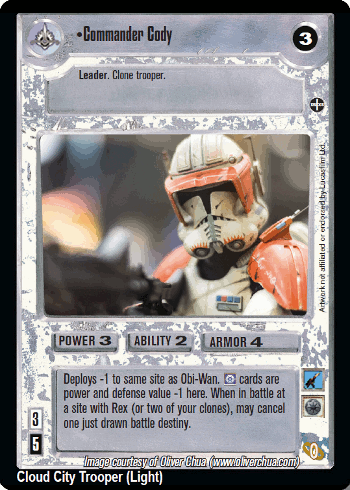 •Commander Cody
3
Leader. Clone trooper.
Artwork not affiliated or endorsed by Lucasfilm Ltd.
POWER 3
ABILITY 2
ARMOR 4
Deploys -1 to same site as Obi-Wan. cards are
power and defense value -1 here. When in battle at
a site with Rex (or two of your clones), may cancel
one just drawn battle destiny.
3
5
0
Image courtesy of Oliver Chua (www.oliverchua.com)
Cloud City Trooper (Light)